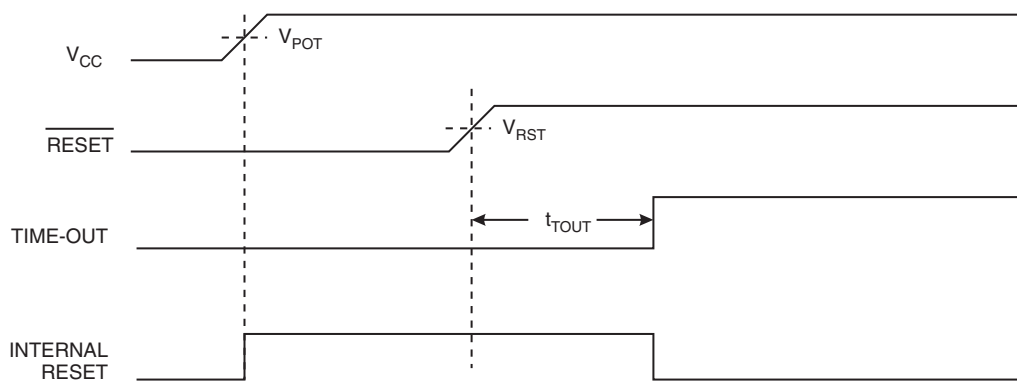 V_CC
V_POT
RESET
V_RST
TIME-OUT
t_TOUT
INTERNAL
RESET